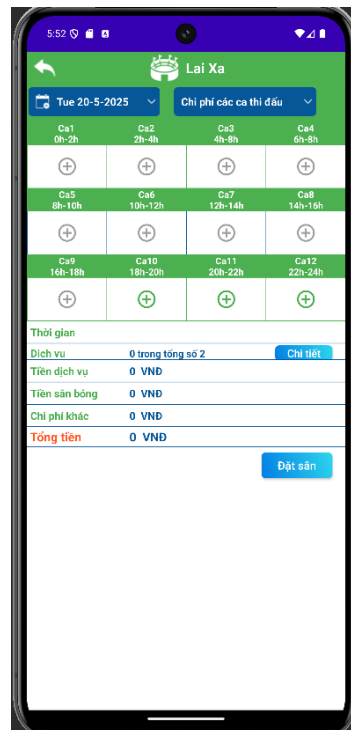 5:52
Lai Xa
Tue 20-5-2025
Chi phí các ca thi đấu
Ca1 Ca2 Ca3 Ca4
0h-2h 2h-4h 4h-8h 6h-8h
Ca5 Ca6 Ca7 Ca8
8h-10h 10h-12h 12h-14h 14h-16h
Ca9 Ca10 Ca11 Ca12
16h-18h 18h-20h 20h-22h 22h-24h
Thời gian
Dich vu 0 trong tổng số 2 Chi tiết
Tiền dịch vụ 0 VNĐ
Tiền sân bóng 0 VNĐ
Chi phí khác 0 VNĐ
Tổng tiền 0 VNĐ
Đặt sân